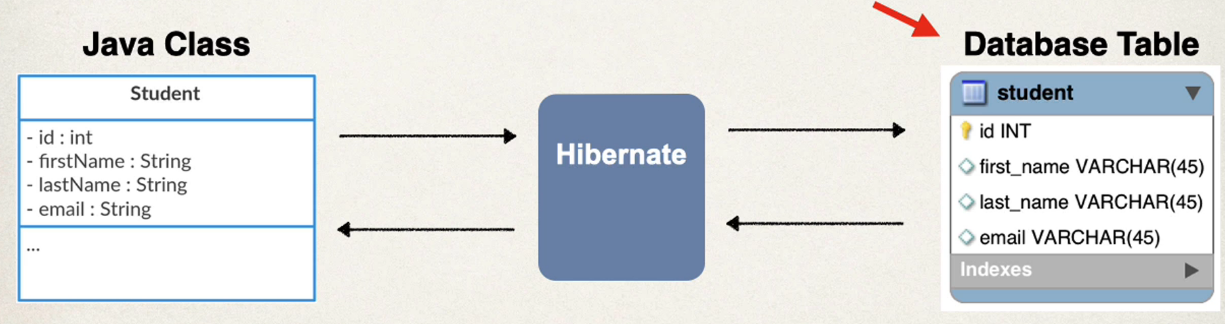 Java Class
Student
- id : int
- firstName : String
- lastName : String
- email : String
...
Hibernate
Database Table
student
id INT
first_name VARCHAR(45)
last_name VARCHAR(45)
email VARCHAR(45)
Indexes